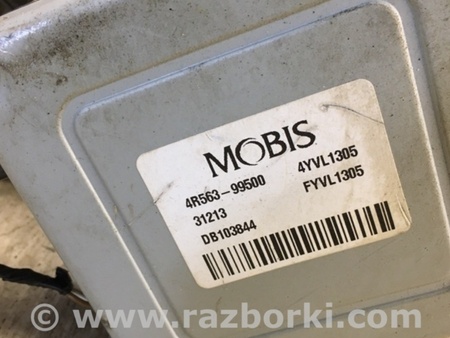 MOBIS
4R563-99500 4YVL1305
31213 FYVL1305
DB103844
© www.razborki.com